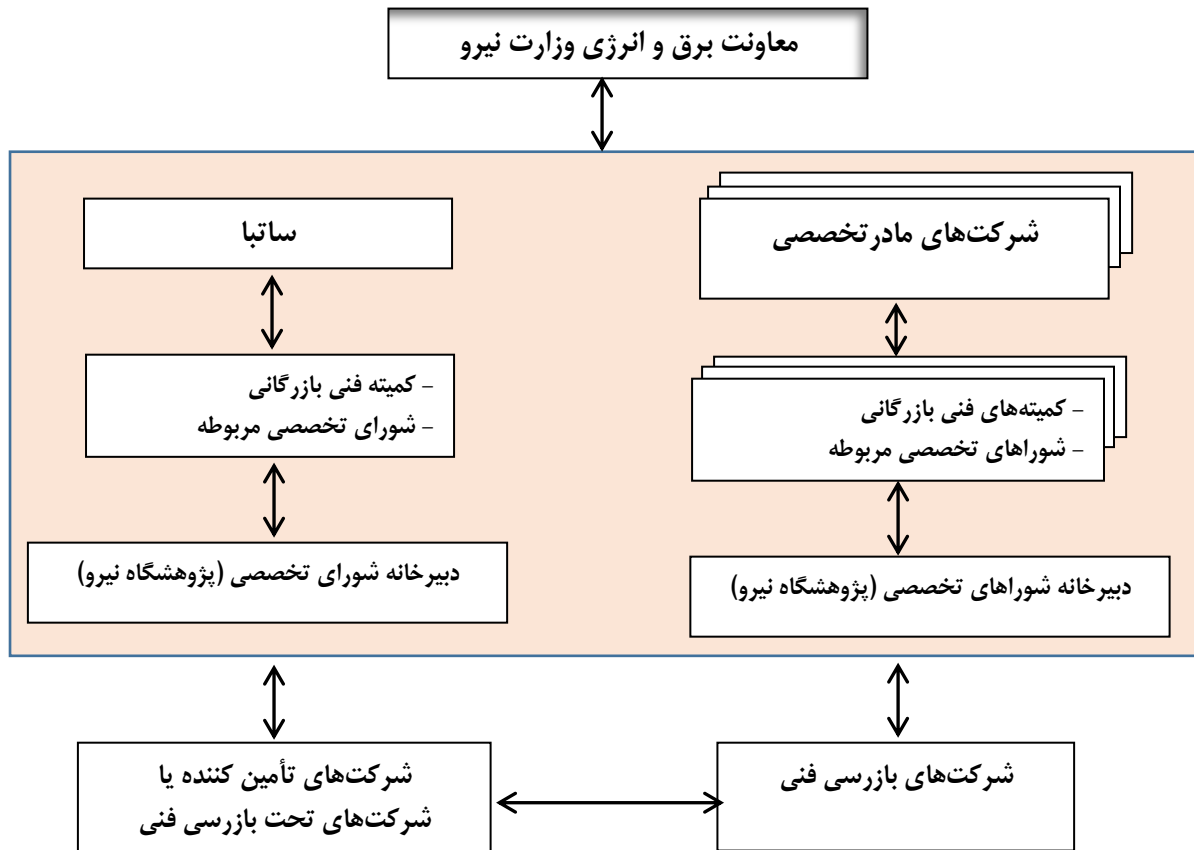 معاونت برق و انرژی وزارت نیرو
شرکت‌های مادرتخصصی
ساتبا
- کمیته‌های فنی بازرگانی
- شوراهای تخصصی مربوطه
- کمیته فنی بازرگانی
- شورای تخصصی مربوطه
دبیرخانه شوراهای تخصصی (پژوهشگاه نیرو)
دبیرخانه شورای تخصصی (پژوهشگاه نیرو)
شرکت‌های بازرسی فنی
شرکت‌های تأمین کننده یا
شرکت‌های تحت بازرسی فنی